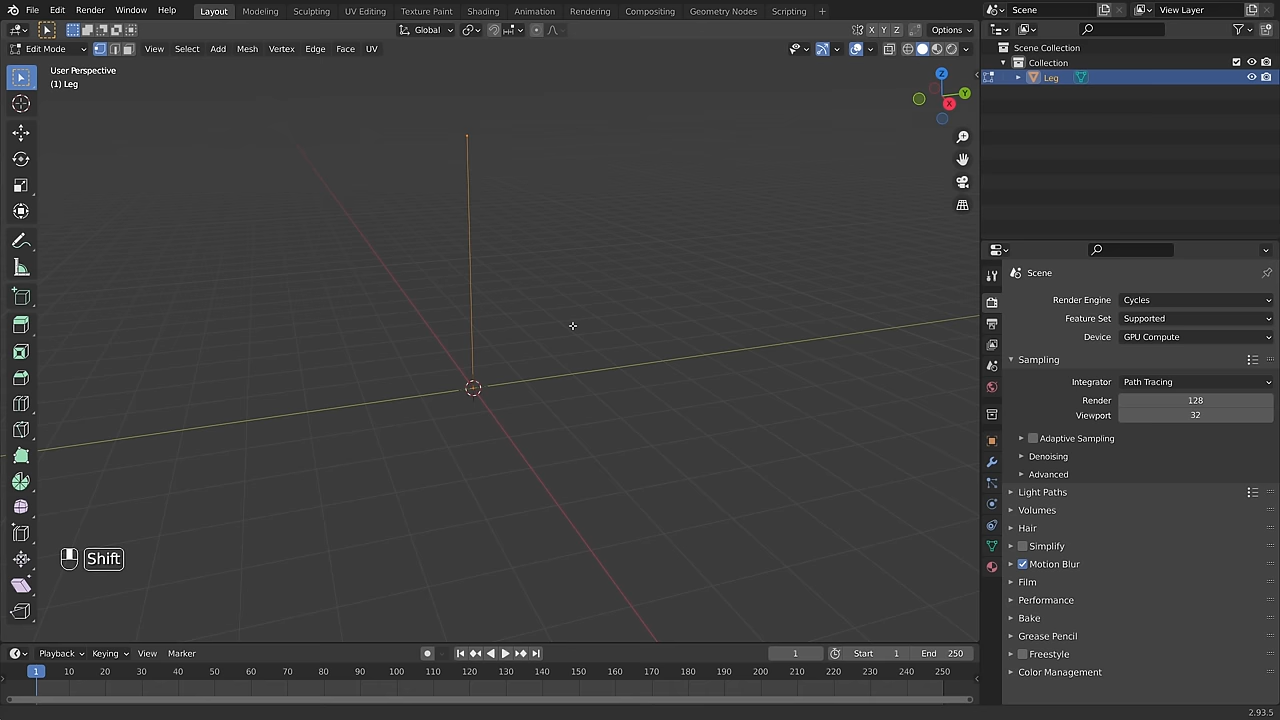 File Edit Render Window Help Layout Modeling Sculpting UV Editing Texture Paint Shading Animation Rendering Compositing Geometry Nodes Scripting + Scene View Layer
Global X Y Z Options
Edit Mode View Select Add Mesh Vertex Edge Face UV
User Perspective
(1) Leg
Z
Y
X
Shift
Scene Collection
Collection
Leg
Scene
Render Engine Cycles
Feature Set Supported
Device GPU Compute
Sampling
Integrator Path Tracing
Render 128
Viewport 32
Adaptive Sampling
Denoising
Advanced
Light Paths
Volumes
Hair
Simplify
Motion Blur
Film
Performance
Bake
Grease Pencil
Freestyle
Color Management
Playback Keying View Marker 1 Start 1 End 250
1 10 20 30 40 50 60 70 80 90 100 110 120 130 140 150 160 170 180 190 200 210 220 230 240 250
2.93.5